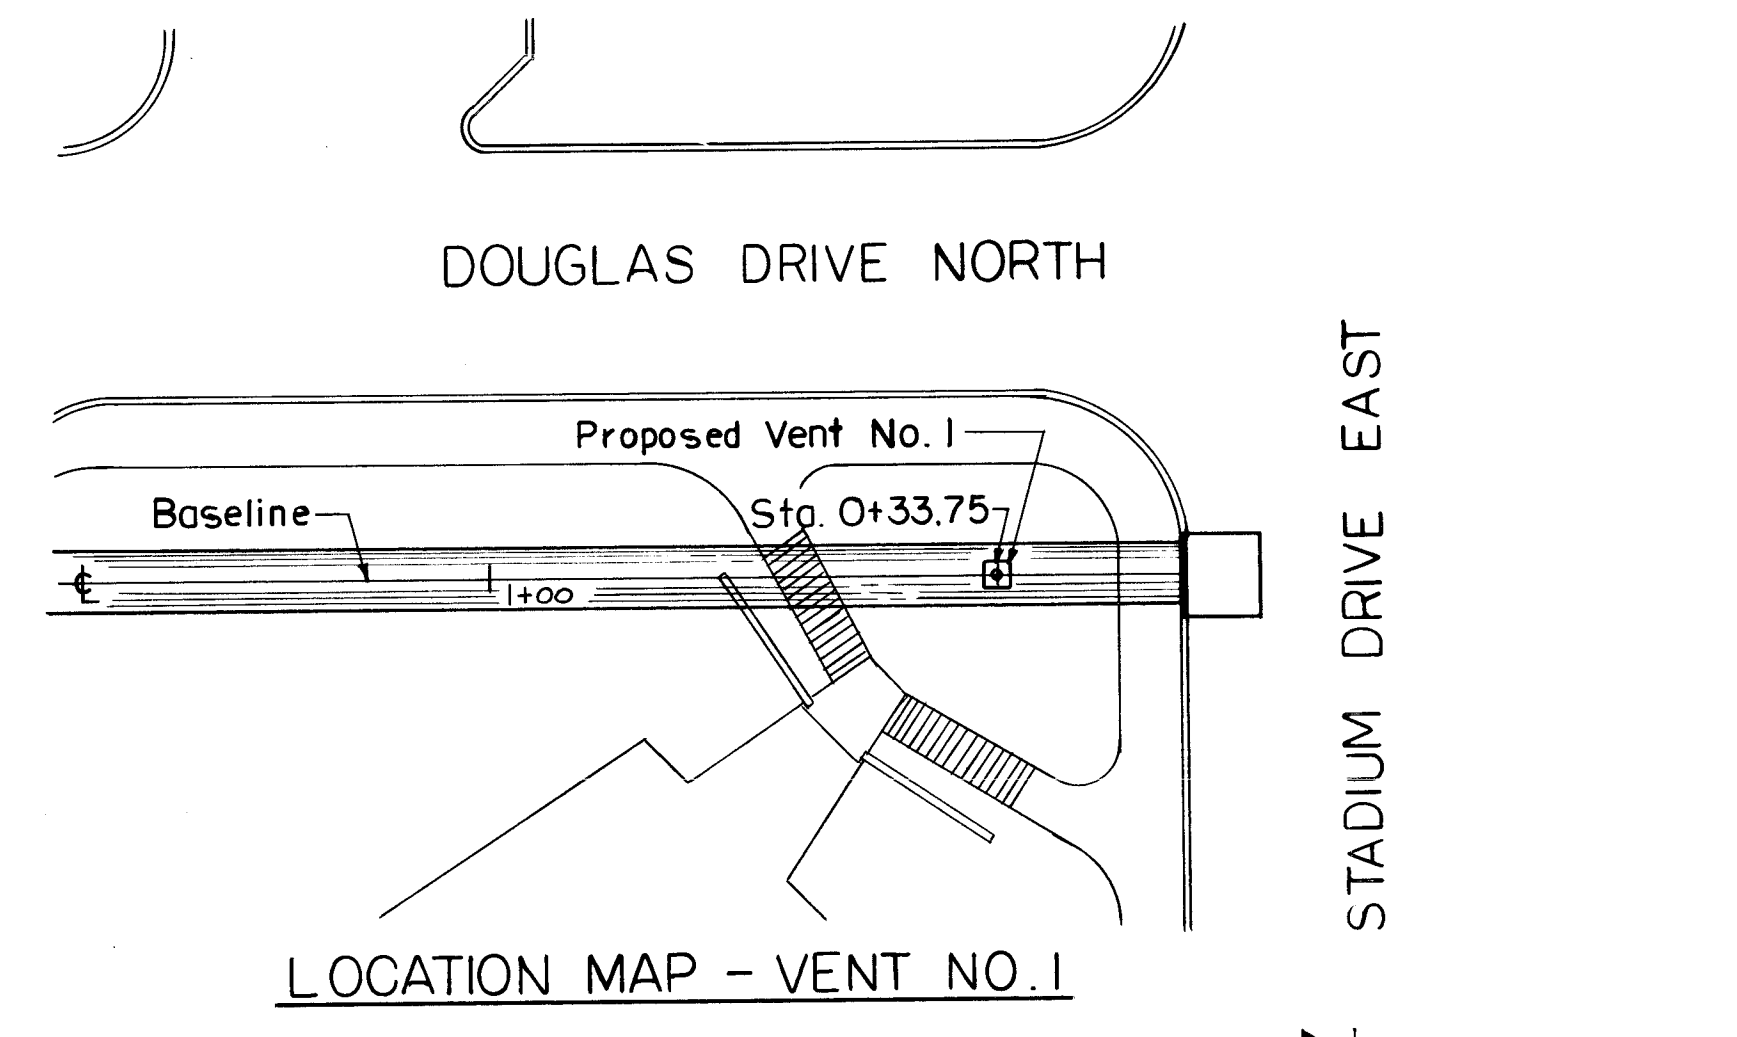 DOUGLAS DRIVE NORTH
STADIUM DRIVE EAST
Proposed Vent No. 1
Baseline
Sta. 0+33.75
℄
1+00
LOCATION MAP - VENT NO. 1